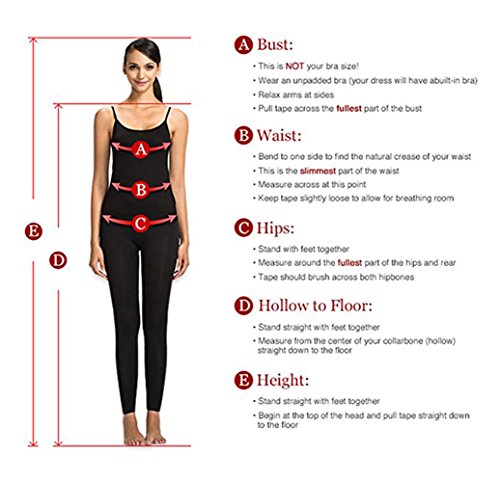 A Bust:
• This is NOT your bra size!
• Wear an unpadded bra (your dress will have abuilt-in bra)
• Relax arms at sides
• Pull tape across the fullest part of the bust
B Waist:
• Bend to one side to find the natural crease of your waist
• This is the slimmest part of the waist
• Measure across at this point
• Keep tape slightly loose to allow for breathing room
C Hips:
• Stand with feet together
• Measure around the fullest part of the hips and rear
• Tape should brush across both hipbones
D Hollow to Floor:
• Stand straight with feet together
• Measure from the center of your collarbone (hollow)
straight down to the floor
E Height:
• Stand straight with feet together
• Begin at the top of the head and pull tape straight down
to the floor
A
B
C
E
D